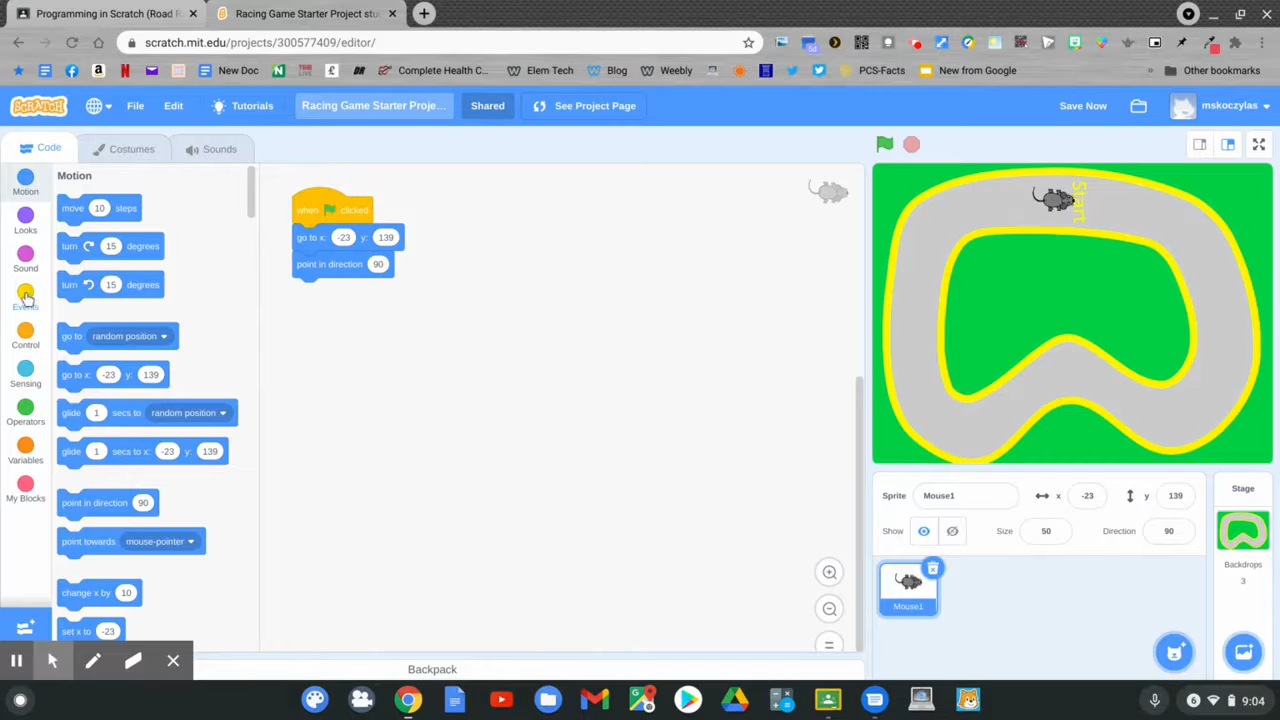 Programming in Scratch (Road R
Racing Game Starter Project stu
scratch.mit.edu/projects/300577409/editor/
5d
New Doc
Complete Health C...
Elem Tech
Blog
Weebly
PCS-Facts
New from Google
Other bookmarks
SCRATCH
File
Edit
Tutorials
Racing Game Starter Proje...
Shared
See Project Page
Save Now
mskoczylas
Code
Costumes
Sounds
Motion
Looks
Sound
Events
Control
Sensing
Operators
Variables
My Blocks
Motion
move 10 steps
turn 15 degrees
turn 15 degrees
go to random position
go to x: -23 y: 139
glide 1 secs to random position
glide 1 secs to x: -23 y: 139
point in direction 90
point towards mouse-pointer
change x by 10
set x to -23
when clicked
go to x: -23 y: 139
point in direction 90
Start
Sprite
Mouse1
x
-23
y
139
Show
Size
50
Direction
90
Mouse1
Stage
Backdrops
3
Backpack
6
9:04